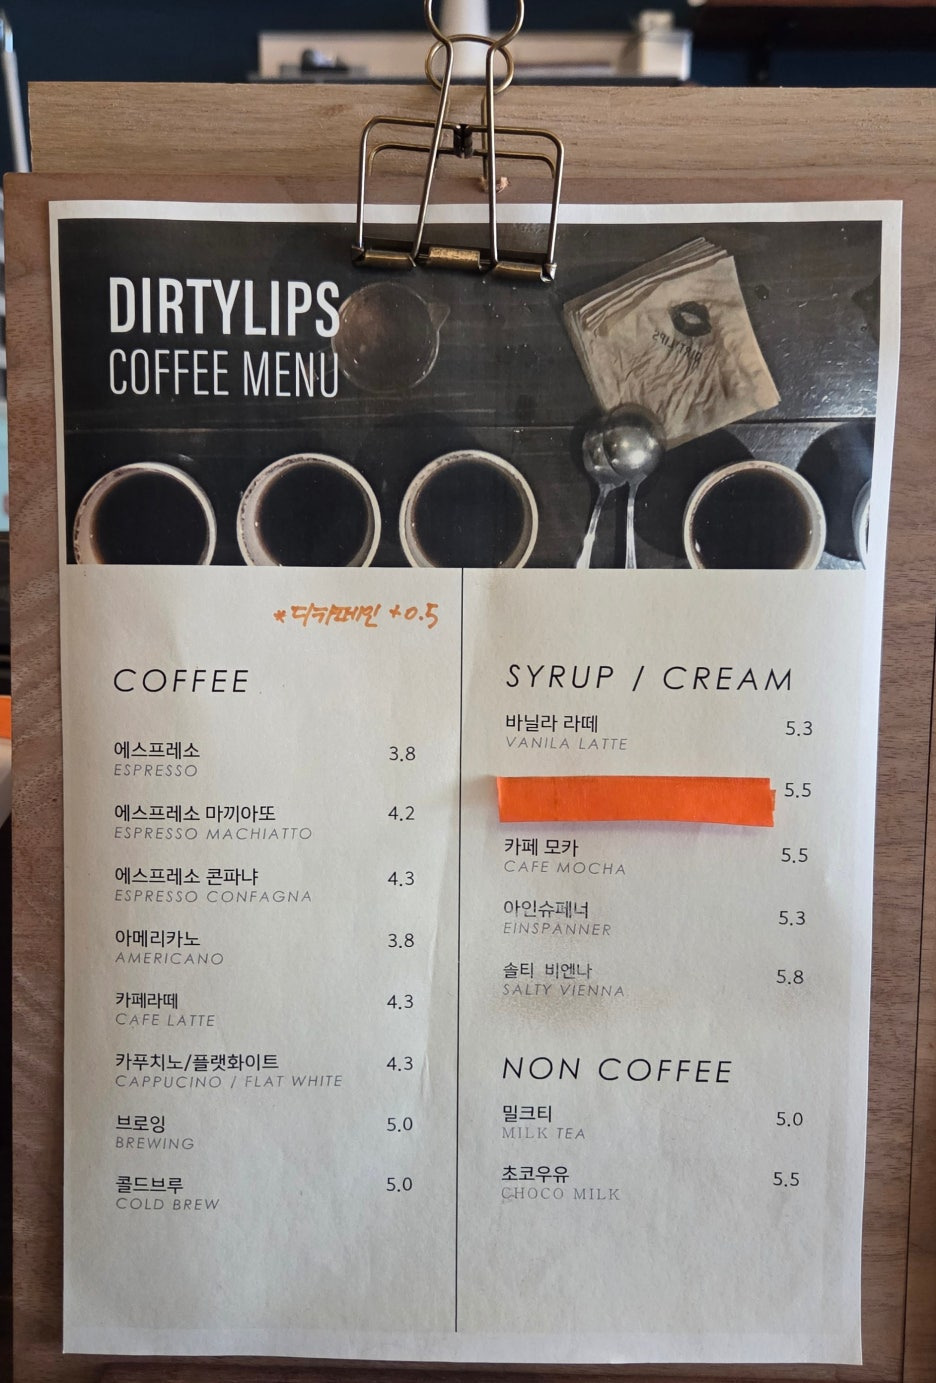 DIRTYLIPS
COFFEE MENU
*디카페인 +0.5
COFFEE
에스프레소 3.8
ESPRESSO
에스프레소 마끼아또 4.2
ESPRESSO MACHIATTO
에스프레소 콘파냐 4.3
ESPRESSO CONFAGNA
아메리카노 3.8
AMERICANO
카페라떼 4.3
CAFE LATTE
카푸치노/플랫화이트 4.3
CAPPUCINO / FLAT WHITE
브로잉 5.0
BREWING
콜드브루 5.0
COLD BREW
SYRUP / CREAM
바닐라 라떼 5.3
VANILA LATTE
5.5
카페 모카 5.5
CAFE MOCHA
아인슈페너 5.3
EINSPANNER
솔티 비엔나 5.8
SALTY VIENNA
NON COFFEE
밀크티 5.0
MILK TEA
초코우유 5.5
CHOCO MILK